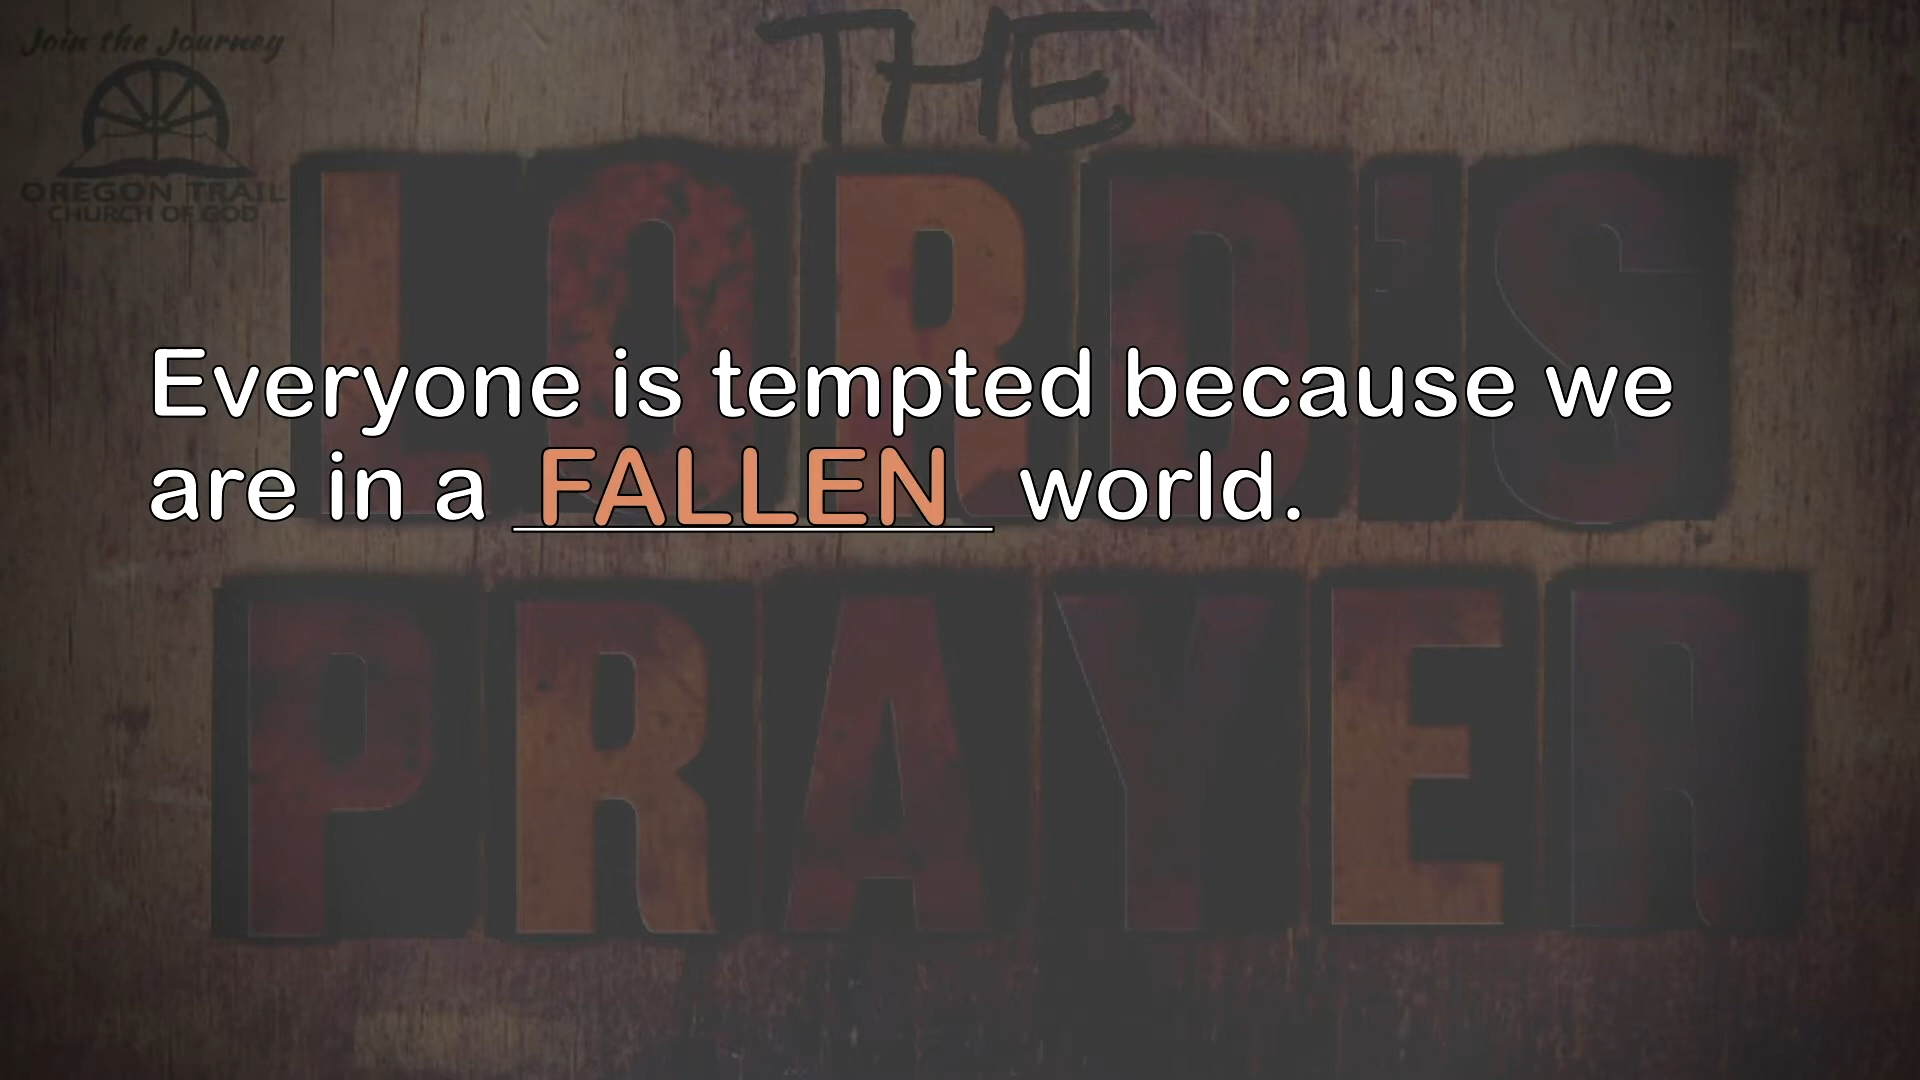 Join the Journey
OREGON TRAIL
CHURCH OF GOD
THE
LORD'S
Everyone is tempted because we
are in a FALLEN world.
PRAYER